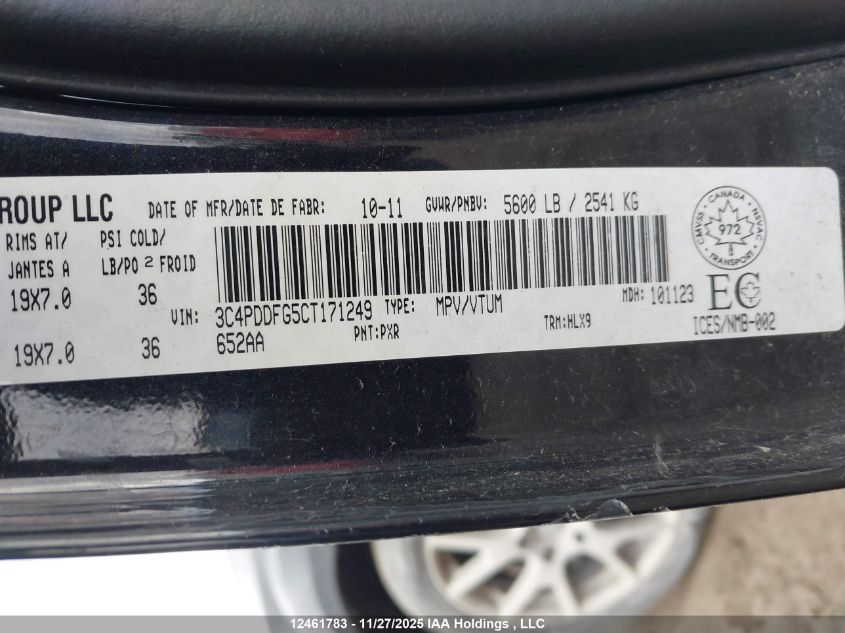 ROUP LLC DATE OF MFR/DATE DE FABR: 10-11 GVWR/PNBV: 5600 LB / 2541 KG
RIMS AT/ PSI COLD/
JANTES A LB/PO 2 FROID
19X7.0 36
VIN: 3C4PDDFG5CT171249 TYPE: MPV/VTUM MDH: 101123
19X7.0 36 652AA PNT:PXR TRM:HLX9
CANADA
CMVSS NSVAC
972
TRANSPORT
EC
ICES/NMB-002
12461783 - 11/27/2025 IAA Holdings , LLC